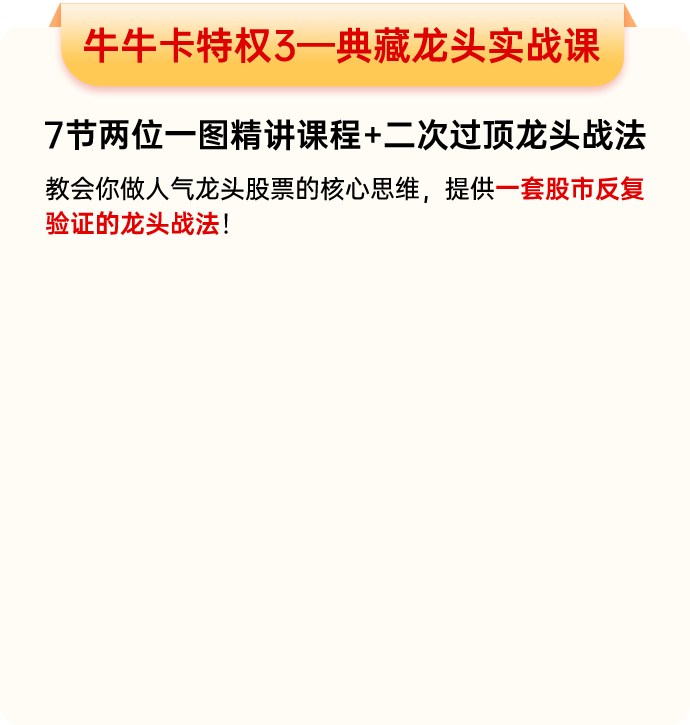 牛牛卡特权3—典藏龙头实战课
7节两位一图精讲课程+二次过顶龙头战法
教会你做人气龙头股票的核心思维，提供一套股市反复
验证的龙头战法！